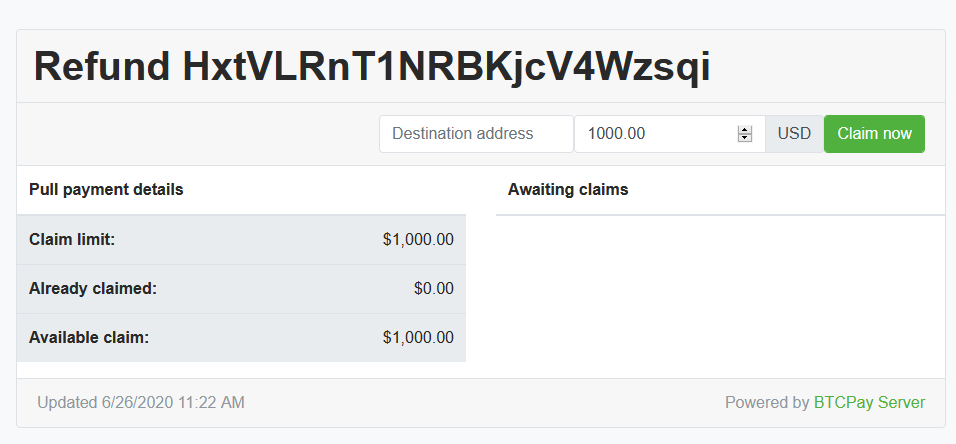 Refund HxtVLRnT1NRBKjcV4Wzsqi
Destination address 1000.00 USD Claim now
Pull payment details
Claim limit: $1,000.00
Already claimed: $0.00
Available claim: $1,000.00
Awaiting claims
Updated 6/26/2020 11:22 AM
Powered by BTCPay Server